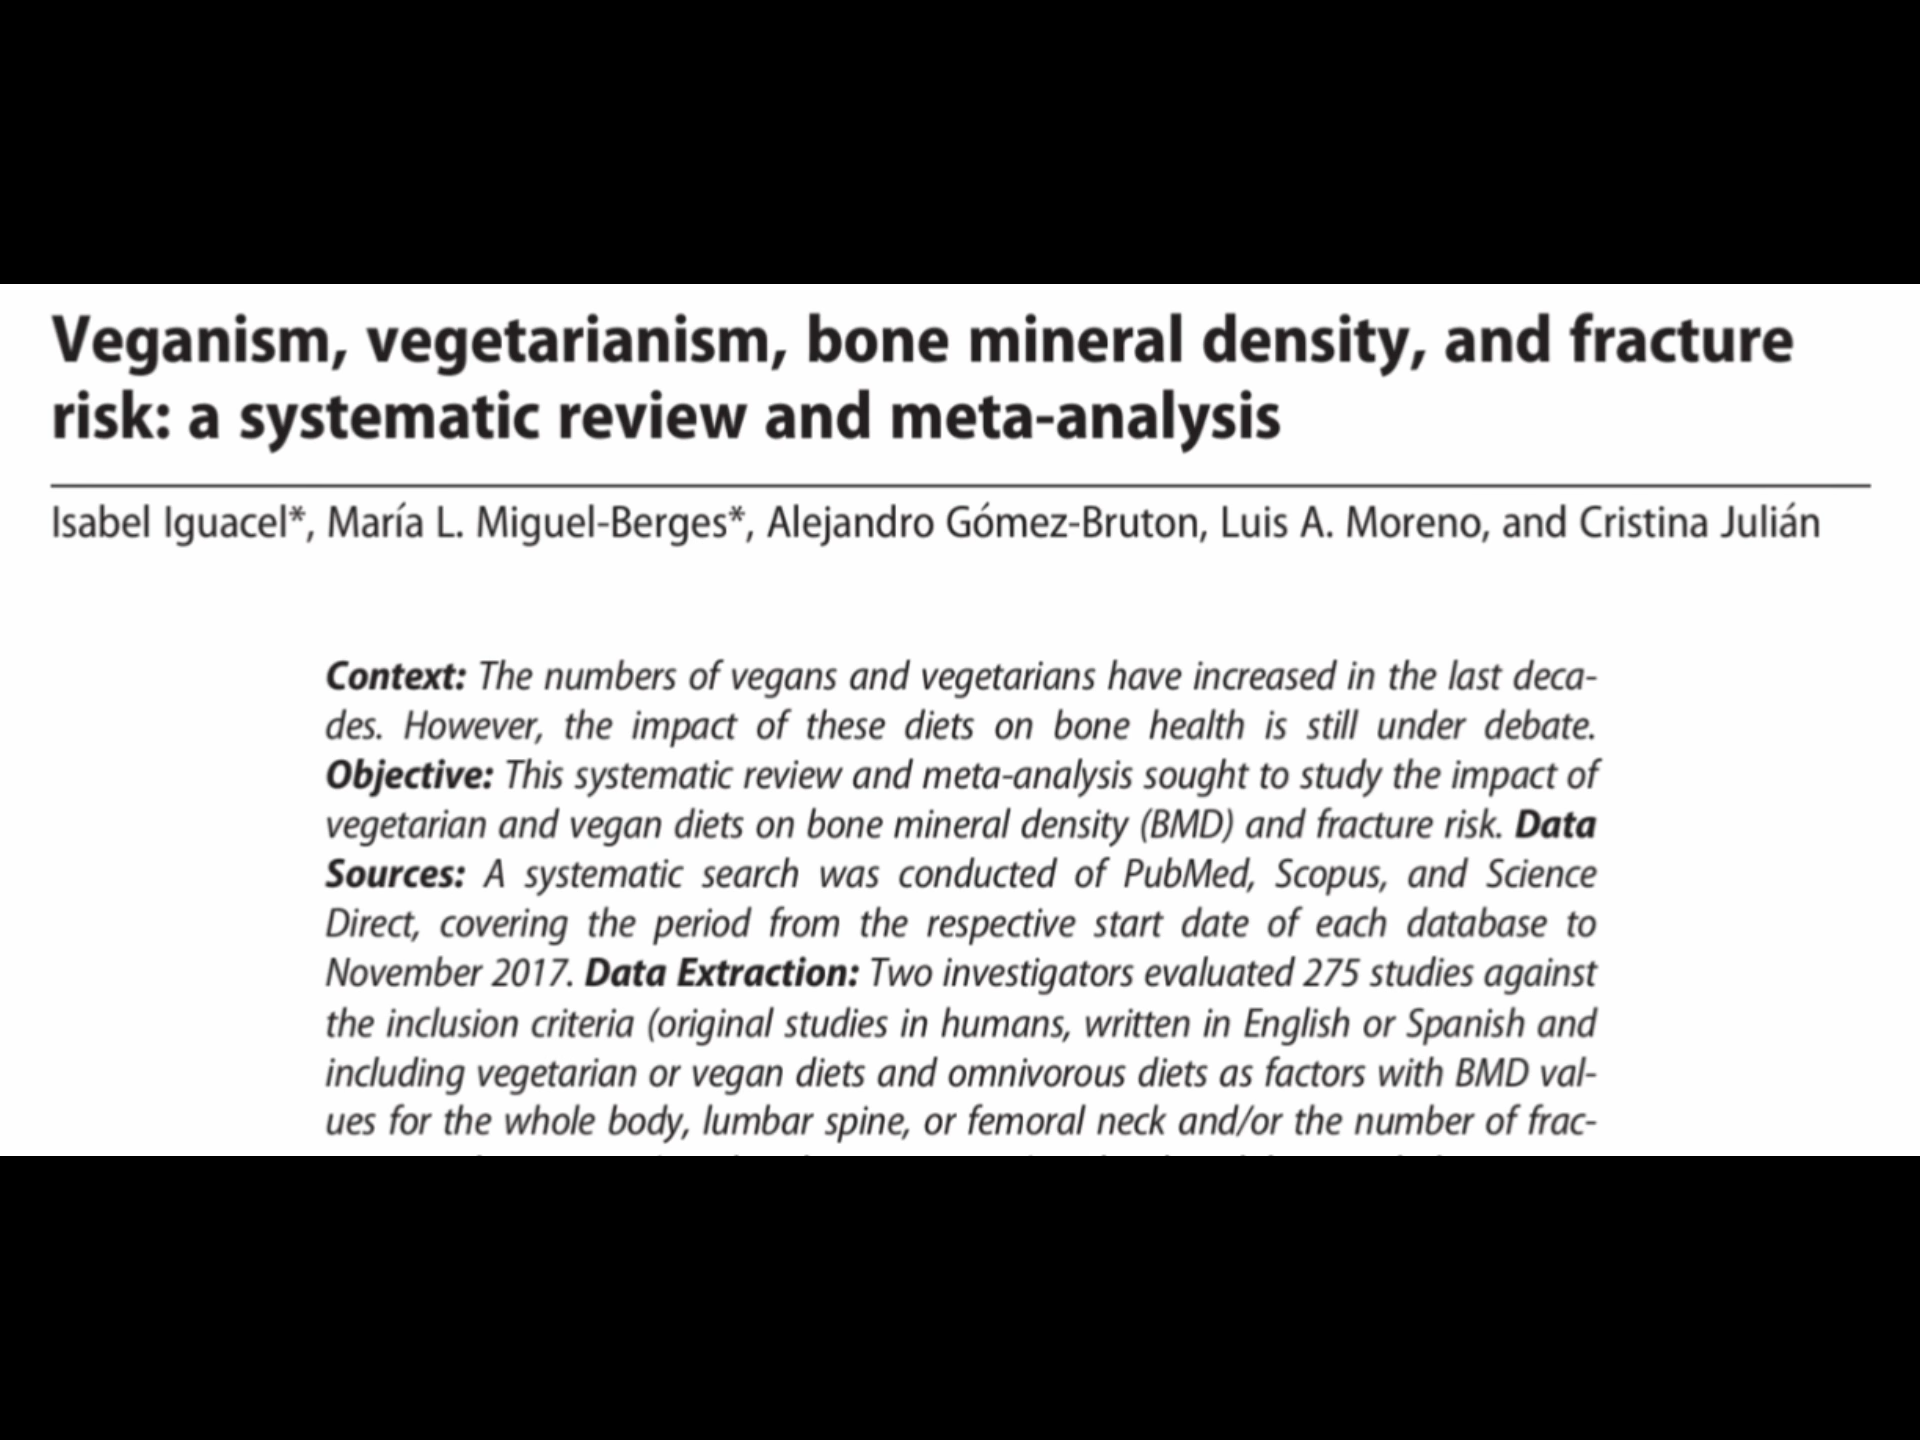 Veganism, vegetarianism, bone mineral density, and fracture
risk: a systematic review and meta-analysis
Isabel Iguacel*, María L. Miguel-Berges*, Alejandro Gómez-Bruton, Luis A. Moreno, and Cristina Julián
Context: The numbers of vegans and vegetarians have increased in the last deca-
des. However, the impact of these diets on bone health is still under debate.
Objective: This systematic review and meta-analysis sought to study the impact of
vegetarian and vegan diets on bone mineral density (BMD) and fracture risk. Data
Sources: A systematic search was conducted of PubMed, Scopus, and Science
Direct, covering the period from the respective start date of each database to
November 2017. Data Extraction: Two investigators evaluated 275 studies against
the inclusion criteria (original studies in humans, written in English or Spanish and
including vegetarian or vegan diets and omnivorous diets as factors with BMD val-
ues for the whole body, lumbar spine, or femoral neck and/or the number of frac-